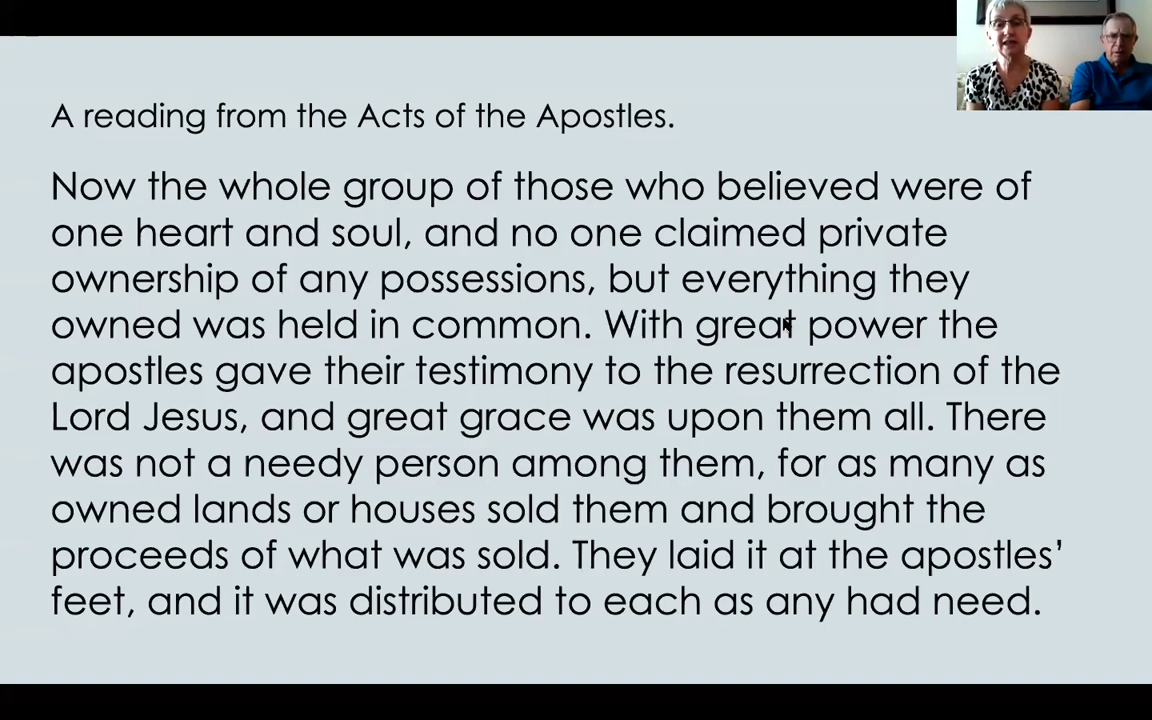 A reading from the Acts of the Apostles.
Now the whole group of those who believed were of
one heart and soul, and no one claimed private
ownership of any possessions, but everything they
owned was held in common. With great power the
apostles gave their testimony to the resurrection of the
Lord Jesus, and great grace was upon them all. There
was not a needy person among them, for as many as
owned lands or houses sold them and brought the
proceeds of what was sold. They laid it at the apostles’
feet, and it was distributed to each as any had need.